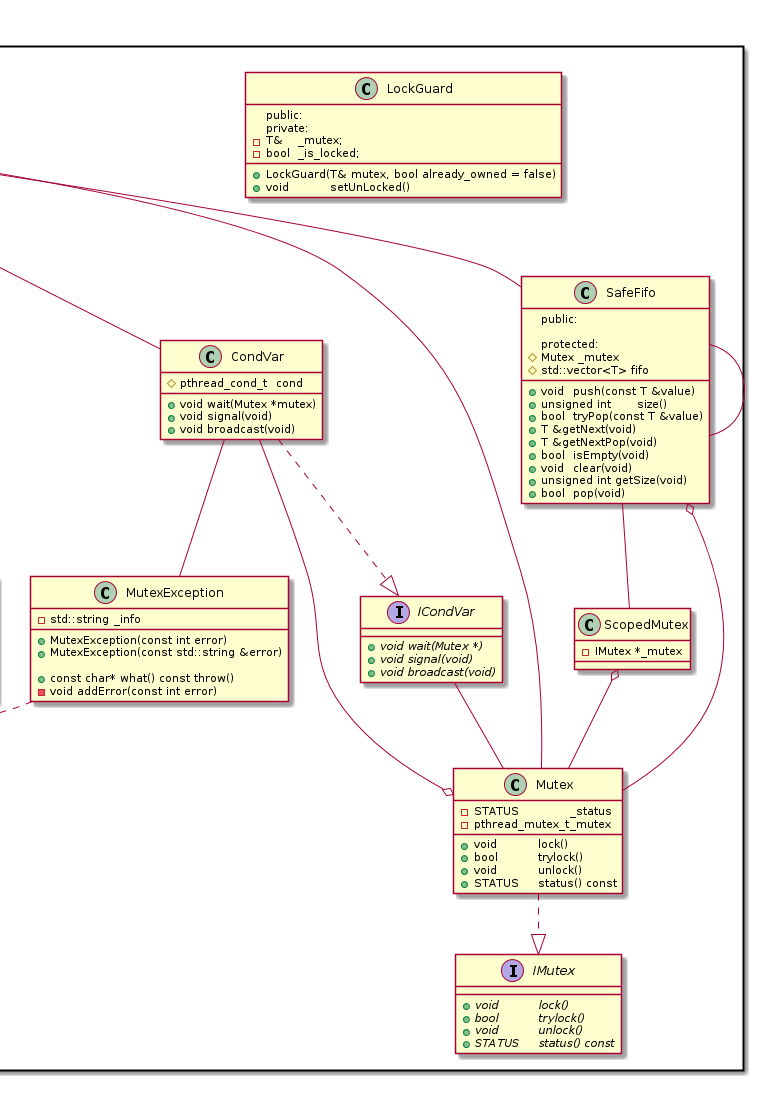 C LockGuard
public:
private:
T& _mutex;
bool _is_locked;
LockGuard(T& mutex, bool already_owned = false)
void setUnLocked()
C SafeFifo
public:
protected:
Mutex _mutex
std::vector<T> fifo
void push(const T &value)
unsigned int size()
bool tryPop(const T &value)
T &getNext(void)
T &getNextPop(void)
bool isEmpty(void)
void clear(void)
unsigned int getSize(void)
bool pop(void)
C CondVar
pthread_cond_t cond
void wait(Mutex *mutex)
void signal(void)
void broadcast(void)
C MutexException
std::string _info
MutexException(const int error)
MutexException(const std::string &error)
const char* what() const throw()
void addError(const int error)
I ICondVar
void wait(Mutex *)
void signal(void)
void broadcast(void)
C ScopedMutex
IMutex *_mutex
C Mutex
STATUS _status
pthread_mutex_t_mutex
void lock()
bool trylock()
void unlock()
STATUS status() const
I IMutex
void lock()
bool trylock()
void unlock()
STATUS status() const